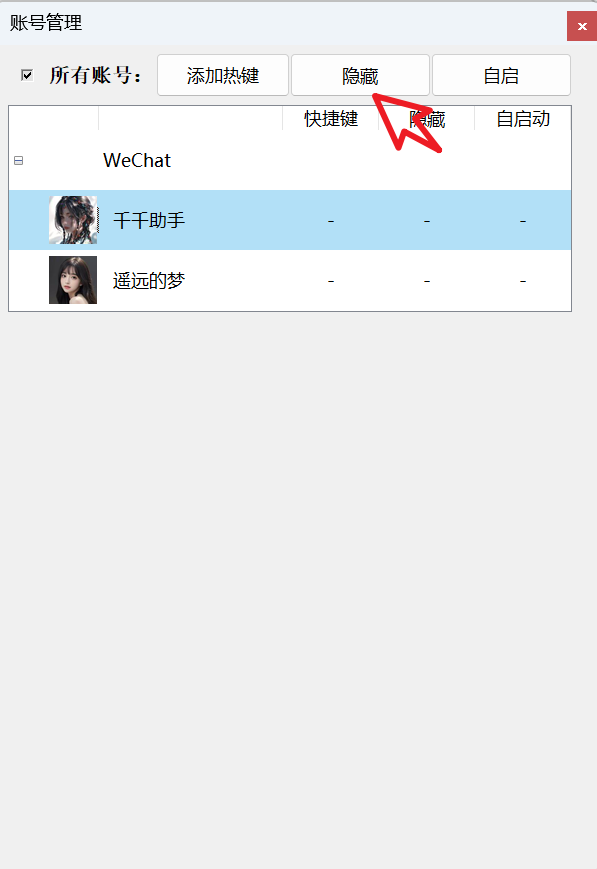 账号管理
所有账号： 添加热键 隐藏 自启
快捷键 隐藏 自启动
WeChat
千千助手 - - -
遥远的梦 - - -